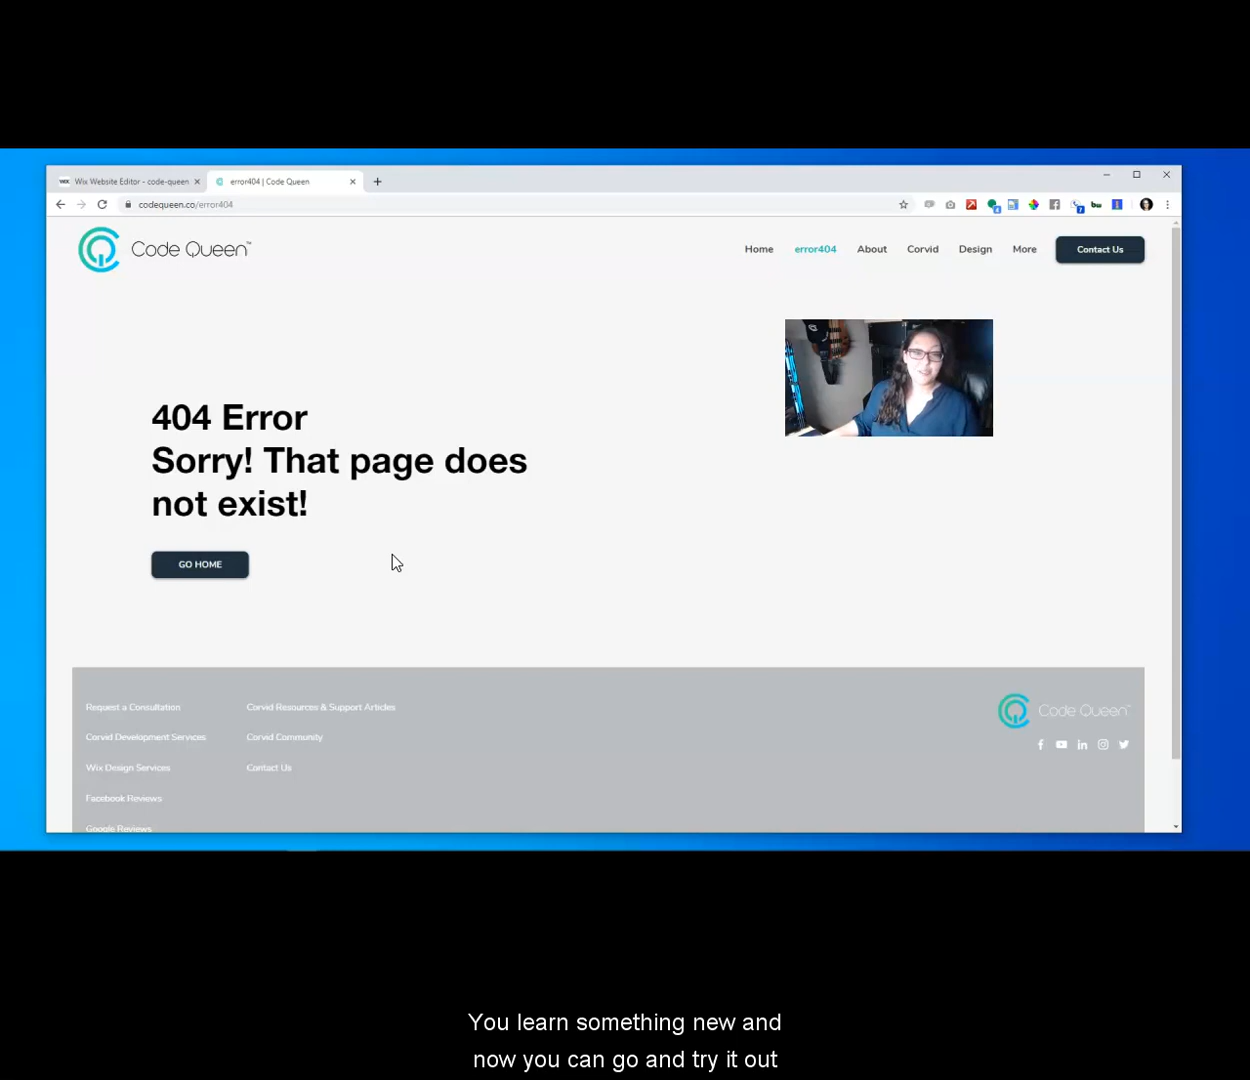 Wix Website Editor - code-queen
error404 | Code Queen
codequeen.co/error404
Code Queen™
Home
error404
About
Corvid
Design
More
Contact Us
404 Error
Sorry! That page does
not exist!
GO HOME
Request a Consultation
Corvid Resources & Support Articles
Corvid Development Services
Corvid Community
Wix Design Services
Contact Us
Facebook Reviews
Google Reviews
Code Queen™
You learn something new and
now you can go and try it out